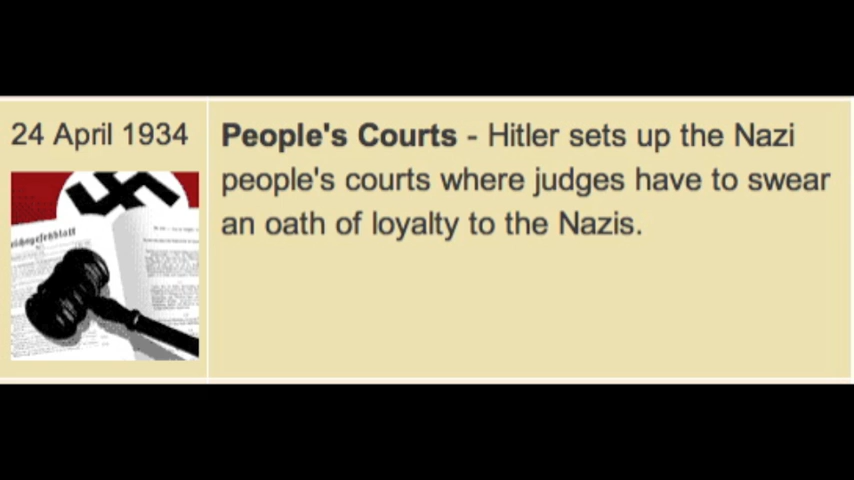 24 April 1934
People's Courts - Hitler sets up the Nazi
people's courts where judges have to swear
an oath of loyalty to the Nazis.